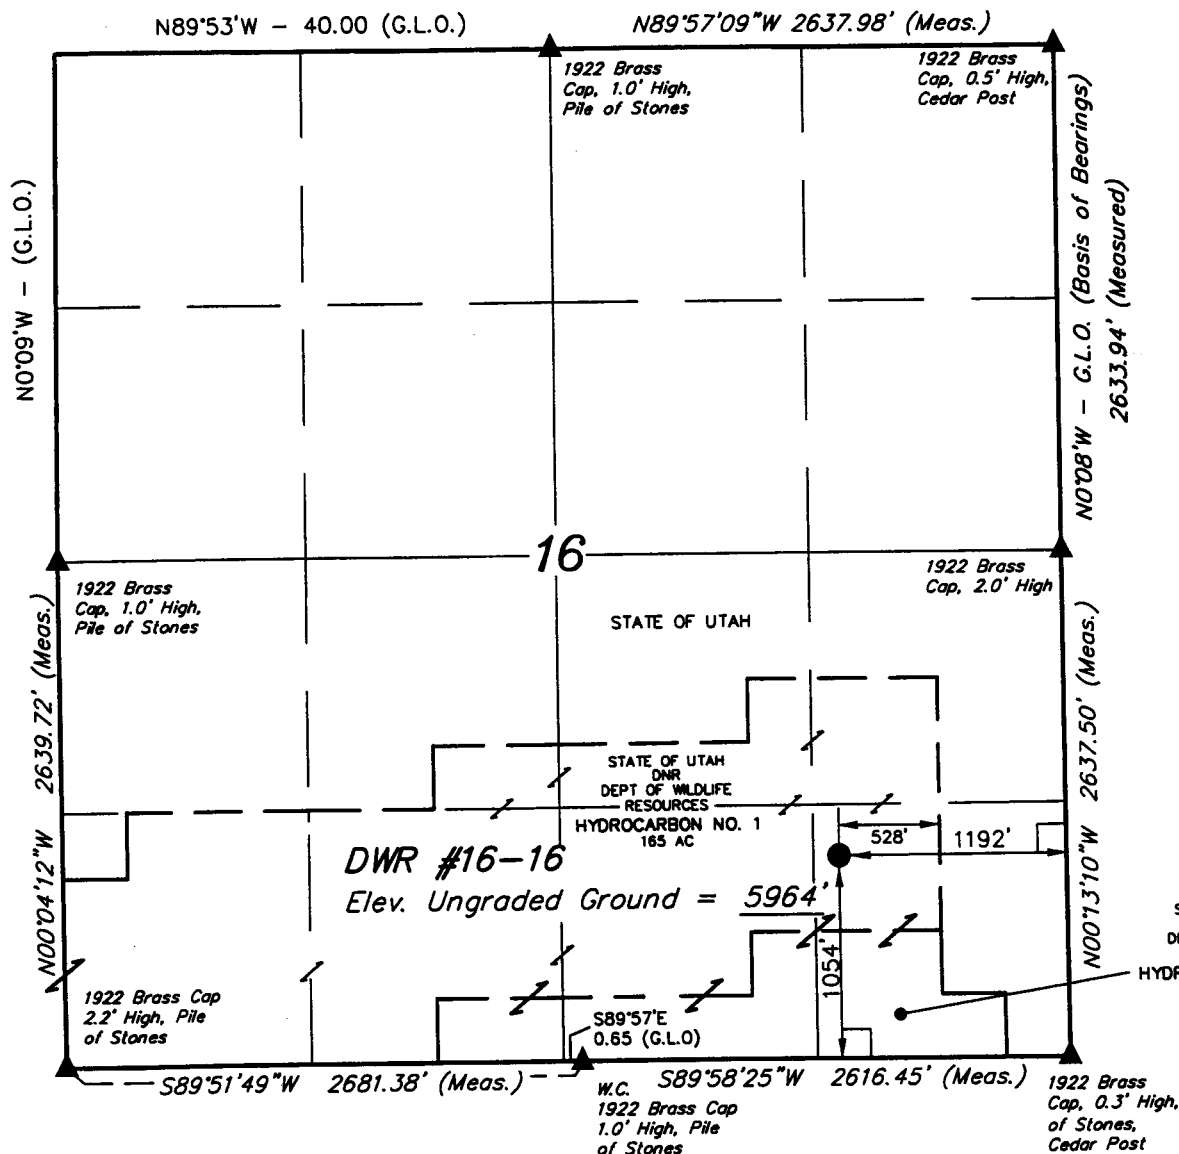 N89°53'W - 40.00 (G.L.O.)
N89°57'09"W 2637.98' (Meas.)
1922 Brass
Cap, 1.0' High,
Pile of Stones
1922 Brass
Cap, 0.5' High,
Cedar Post
N0°09'W - (G.L.O.)
N0°08'W - G.L.O. (Basis of Bearings)
2633.94' (Measured)
16
1922 Brass
Cap, 1.0' High,
Pile of Stones
1922 Brass
Cap, 2.0' High
STATE OF UTAH
N00°04'12"W 2639.72' (Meas.)
N00°13'10"W 2637.50' (Meas.)
STATE OF UTAH
DNR
DEPT OF WILDLIFE
RESOURCES
HYDROCARBON NO. 1
165 AC
528'
1192'
DWR #16-16
Elev. Ungraded Ground = 5964'
1054'
S
DE
HYDR
1922 Brass Cap
2.2' High, Pile
of Stones
S89°57'E
0.65 (G.L.O)
S89°51'49"W 2681.38' (Meas.)
S89°58'25"W 2616.45' (Meas.)
W.C.
1922 Brass Cap
1.0' High, Pile
of Stones
1922 Brass
Cap, 0.3' High,
of Stones,
Cedar Post